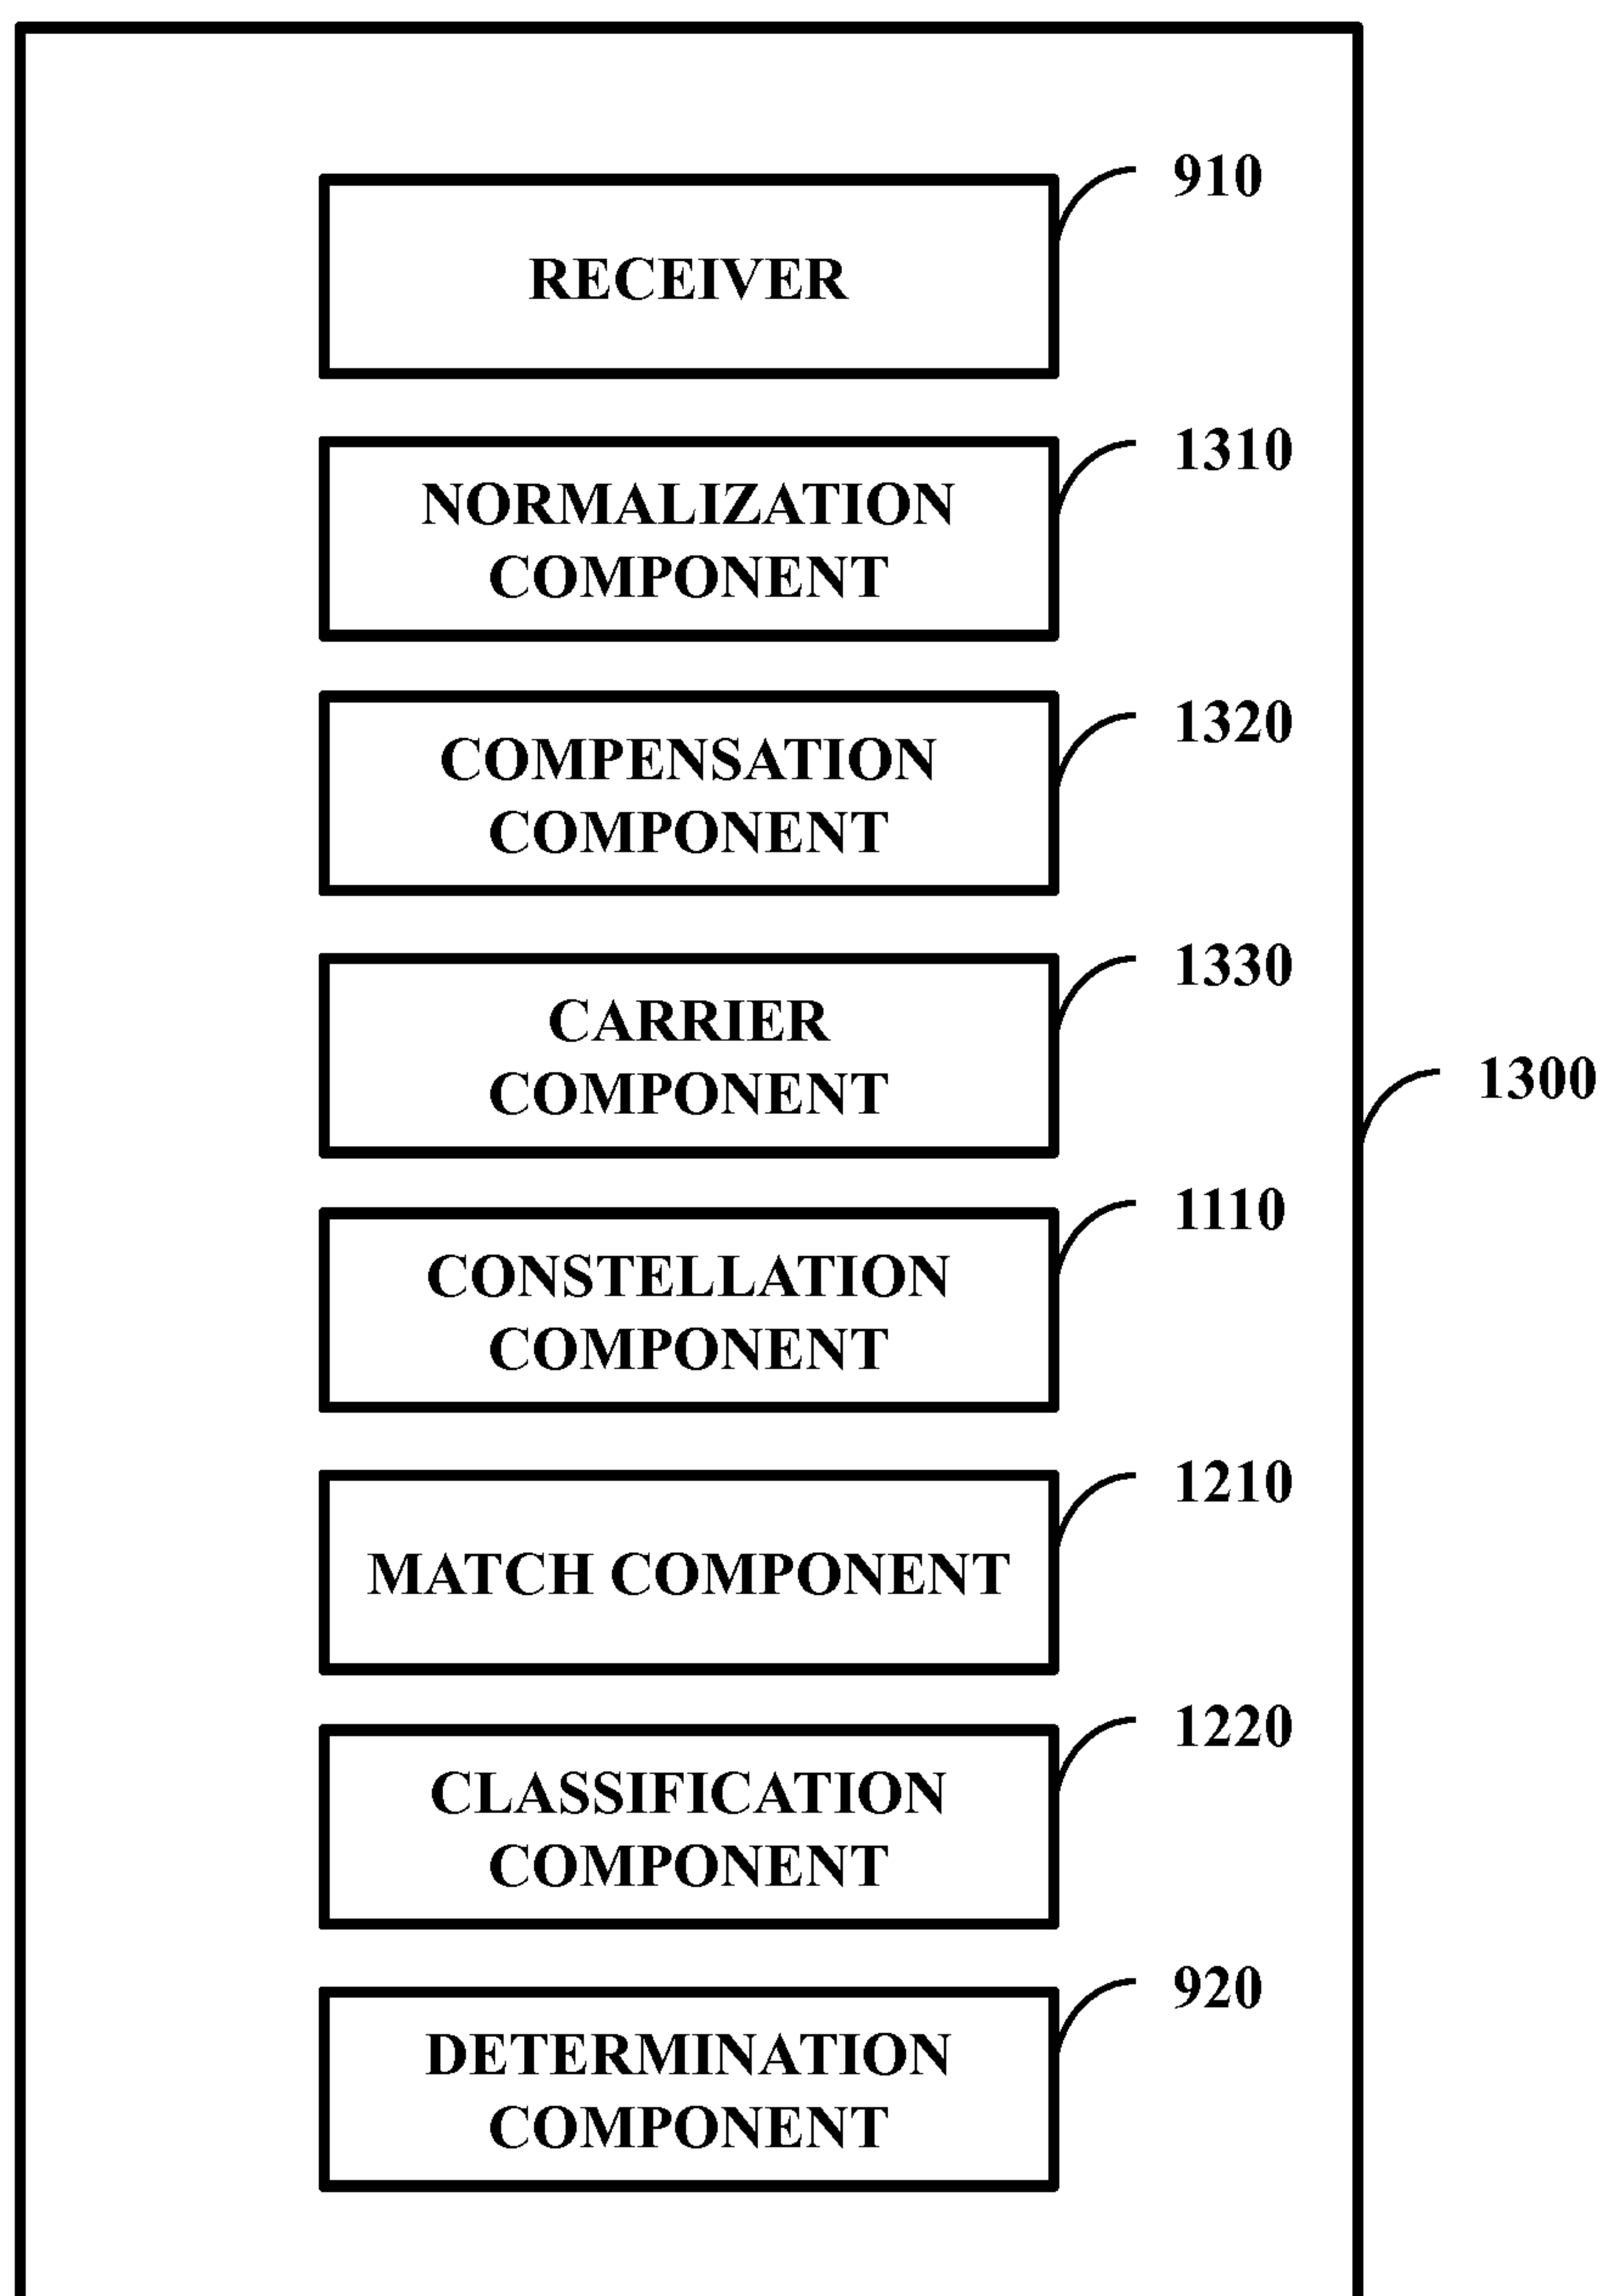 910
RECEIVER
1310
NORMALIZATION
COMPONENT
1320
COMPENSATION
COMPONENT
1330
CARRIER
COMPONENT
1300
1110
CONSTELLATION
COMPONENT
1210
MATCH COMPONENT
1220
CLASSIFICATION
COMPONENT
920
DETERMINATION
COMPONENT